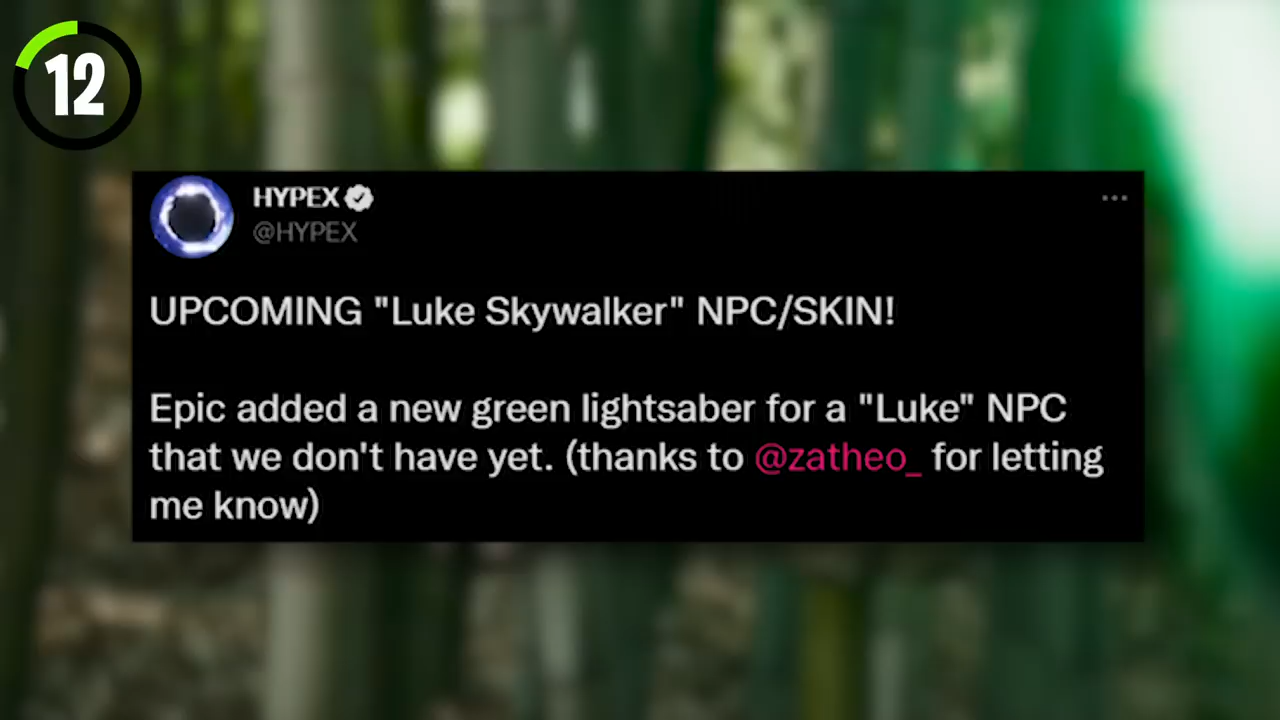 12
HYPEX
@HYPEX
UPCOMING "Luke Skywalker" NPC/SKIN!
Epic added a new green lightsaber for a "Luke" NPC
that we don't have yet. (thanks to @zatheo_ for letting
me know)